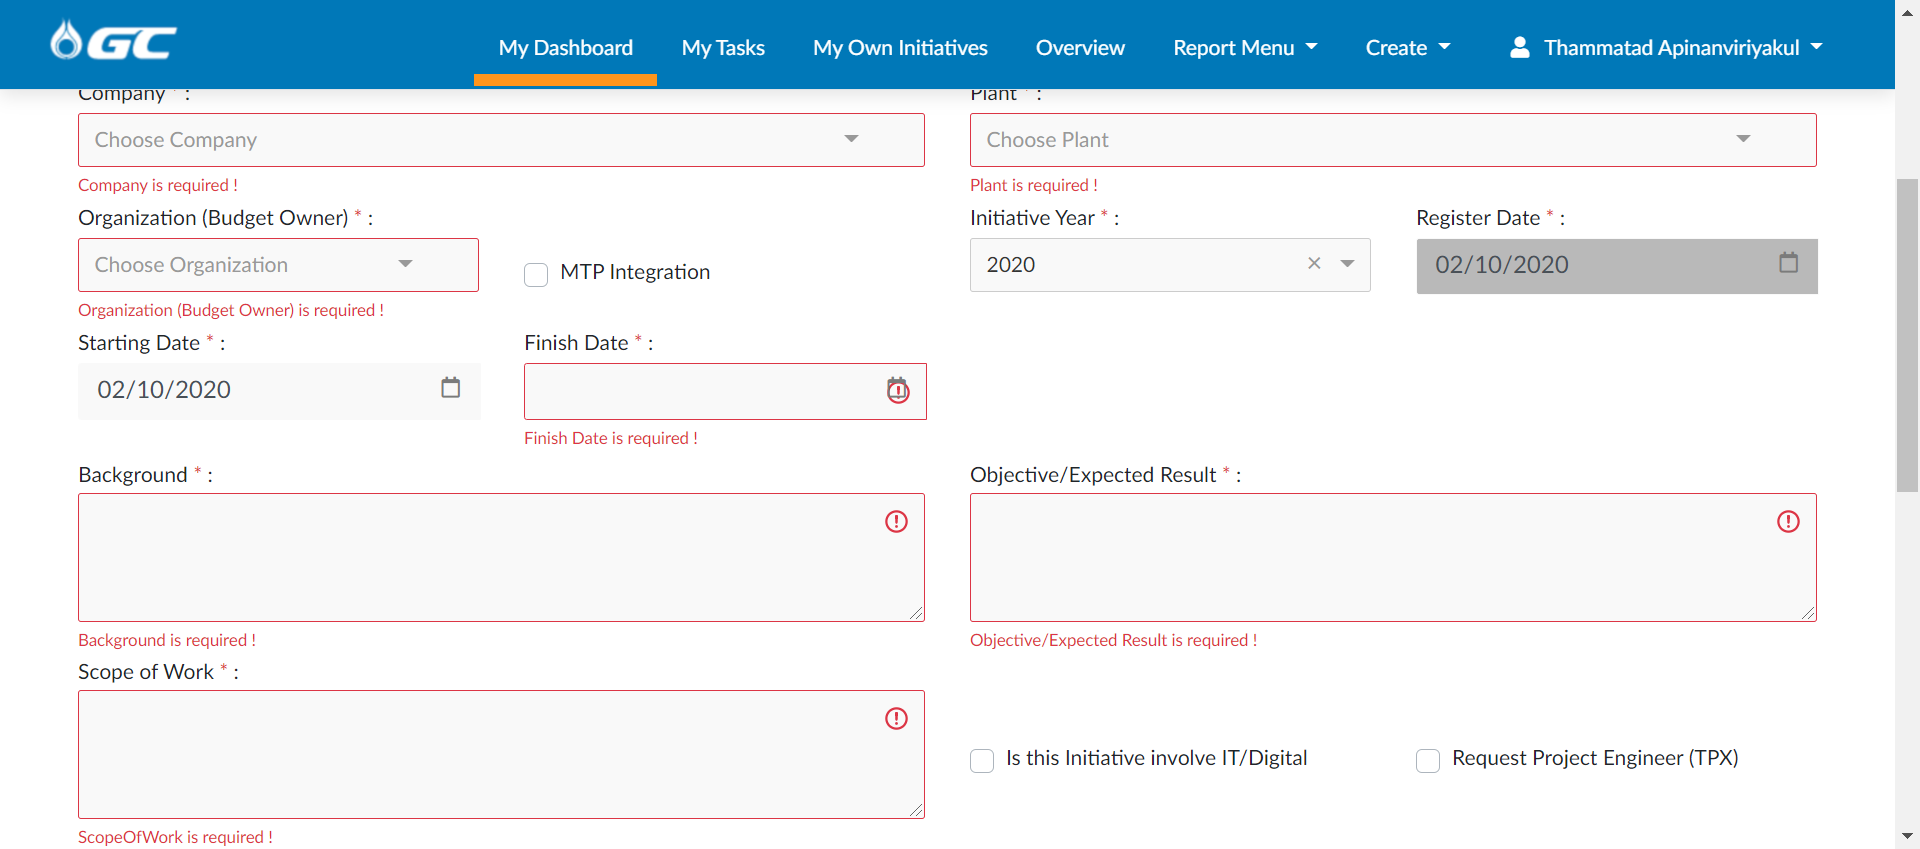 GC
My Dashboard
My Tasks
My Own Initiatives
Overview
Report Menu
Create
Thammatad Apinanviriyakul
Company * :
Plant * :
Choose Company
Choose Plant
Company is required !
Plant is required !
Organization (Budget Owner) * :
Initiative Year * :
Register Date * :
Choose Organization
MTP Integration
2020
02/10/2020
Organization (Budget Owner) is required !
Starting Date * :
Finish Date * :
02/10/2020
Finish Date is required !
Background * :
Objective/Expected Result * :
Background is required !
Objective/Expected Result is required !
Scope of Work * :
Is this Initiative involve IT/Digital
Request Project Engineer (TPX)
ScopeOfWork is required !